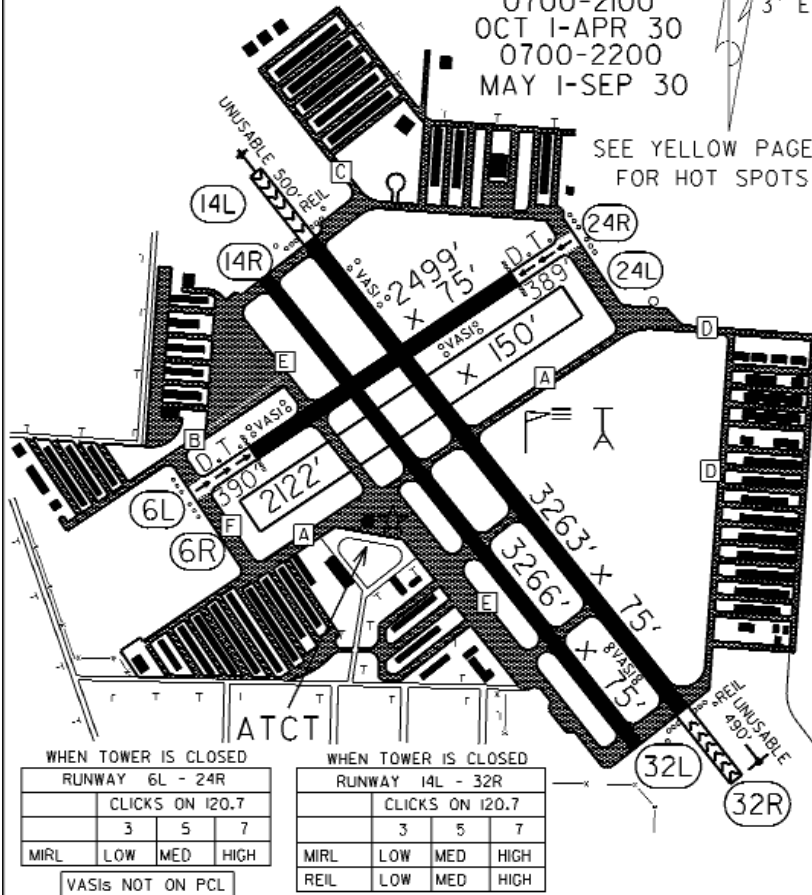 0700-2100
OCT 1-APR 30
0700-2200
MAY 1-SEP 30
3° E
SEE YELLOW PAGE
FOR HOT SPOTS
UNUSABLE 500'
REIL
C
14L
14R
24R
24L
D.T.
389'
VASI
2499' X 75'
VASI
X 150'
E
A
D
B
D.T.
VASI
390'
2122'
6L
6R
F
A
D
3263' X 75'
3266' X 75'
E
VASI
REIL
UNUSABLE 490'
ATCT
32L
32R
WHEN TOWER IS CLOSED
RUNWAY 6L - 24R
CLICKS ON 120.7
3 5 7
MIRL LOW MED HIGH
VASIs NOT ON PCL
WHEN TOWER IS CLOSED
RUNWAY 14L - 32R
CLICKS ON 120.7
3 5 7
MIRL LOW MED HIGH
REIL LOW MED HIGH